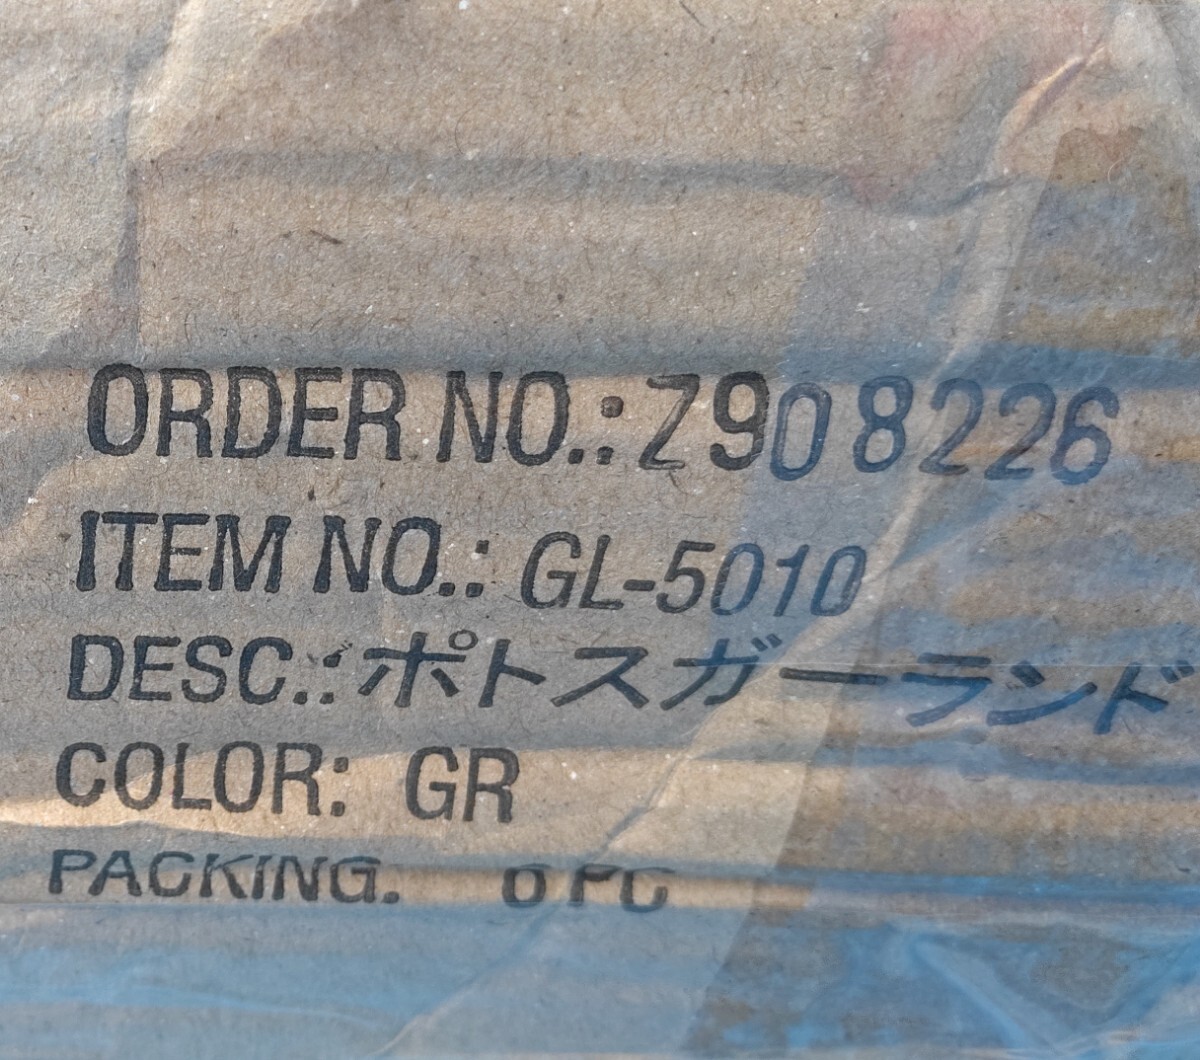 ORDER NO.: Z908226
ITEM NO.: GL-5010
DESC.: ポトスガーランド
COLOR: GR
PACKING. PC